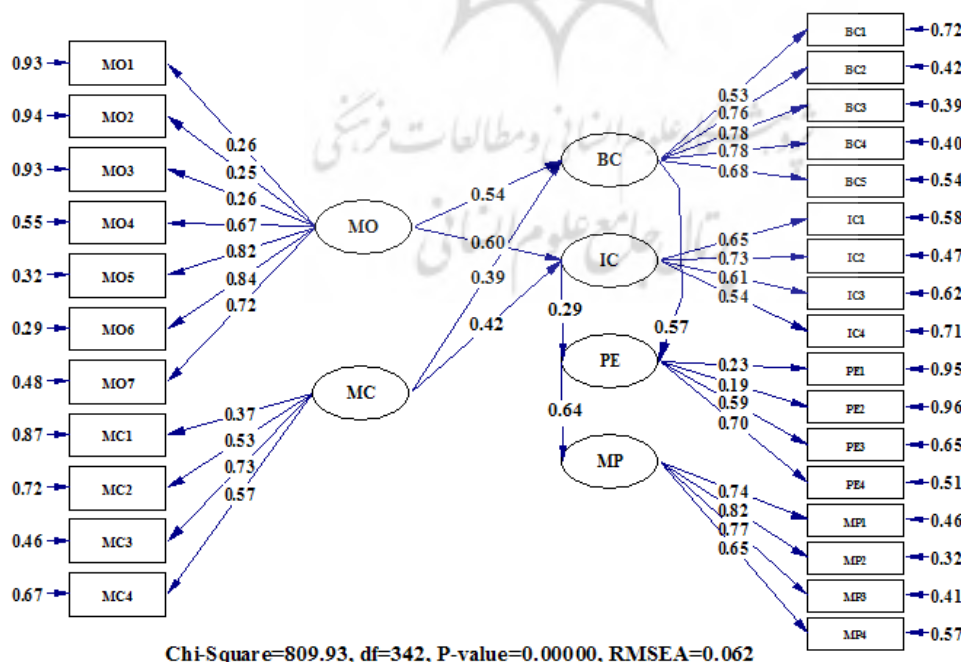 0.93 MO1
0.94 MO2
0.93 MO3
0.55 MO4
0.32 MO5
0.29 MO6
0.48 MO7
0.87 MC1
0.72 MC2
0.46 MC3
0.67 MC4
0.26
0.25
0.26
0.67
0.82
0.84
0.72
0.37
0.53
0.73
0.57
MO
MC
0.54
0.60
0.39
0.42
پژوهشگاه علوم انسانی و مطالعات فرهنگی
پرتال جامع علوم انسانی
BC
IC
PE
MP
0.29
0.64
0.57
0.53
0.76
0.78
0.78
0.68
0.65
0.73
0.61
0.54
0.23
0.19
0.59
0.70
0.74
0.82
0.77
0.65
BC1 0.72
BC2 0.42
BC3 0.39
BC4 0.40
BC5 0.54
IC1 0.58
IC2 0.47
IC3 0.62
IC4 0.71
PE1 0.95
PE2 0.96
PE3 0.65
PE4 0.51
MP1 0.46
MP2 0.32
MP3 0.41
MP4 0.57
Chi-Square=809.93, df=342, P-value=0.00000, RMSEA=0.062